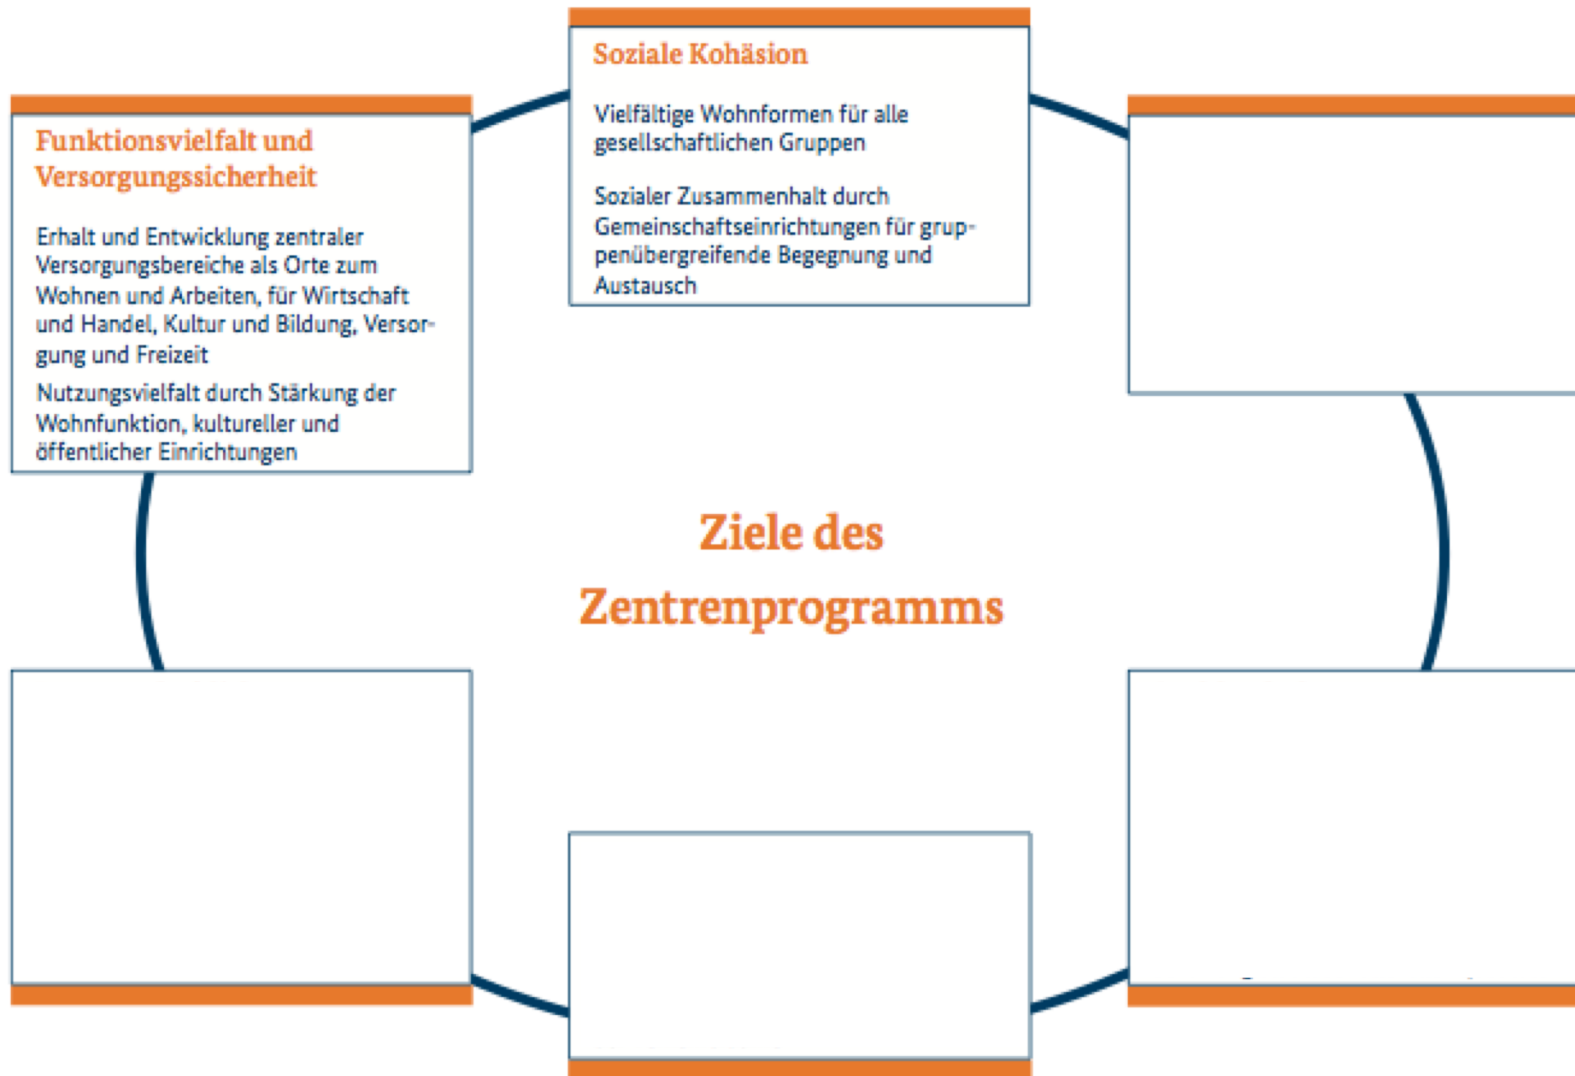 Funktionsvielfalt und
Versorgungssicherheit
Erhalt und Entwicklung zentraler
Versorgungsbereiche als Orte zum
Wohnen und Arbeiten, für Wirtschaft
und Handel, Kultur und Bildung, Versor-
gung und Freizeit
Nutzungsvielfalt durch Stärkung der
Wohnfunktion, kultureller und
öffentlicher Einrichtungen
Soziale Kohäsion
Vielfältige Wohnformen für alle
gesellschaftlichen Gruppen
Sozialer Zusammenhalt durch
Gemeinschaftseinrichtungen für grup-
penübergreifende Begegnung und
Austausch
Ziele des
Zentrenprogramms